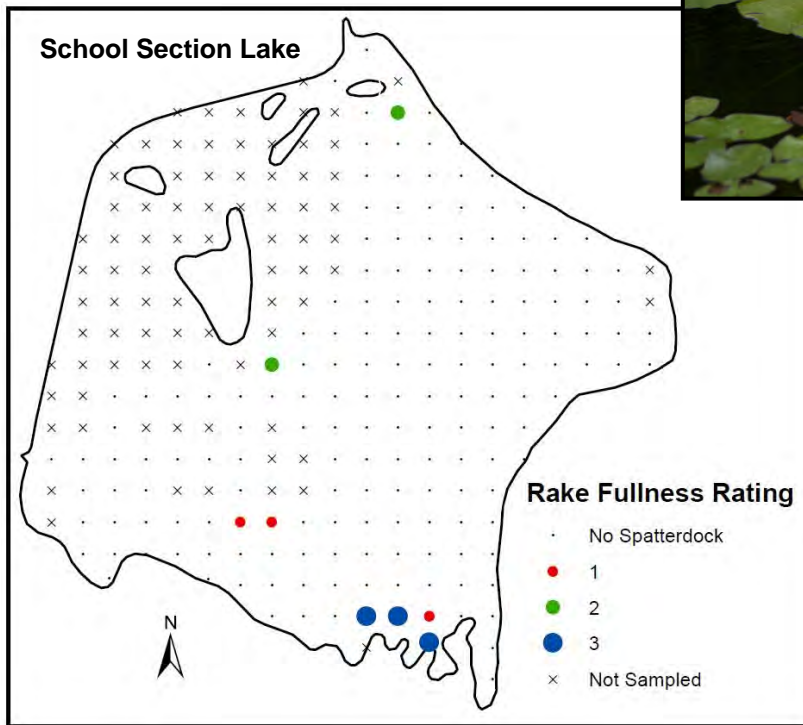 School Section Lake
N
Rake Fullness Rating
No Spatterdock
1
2
3
Not Sampled